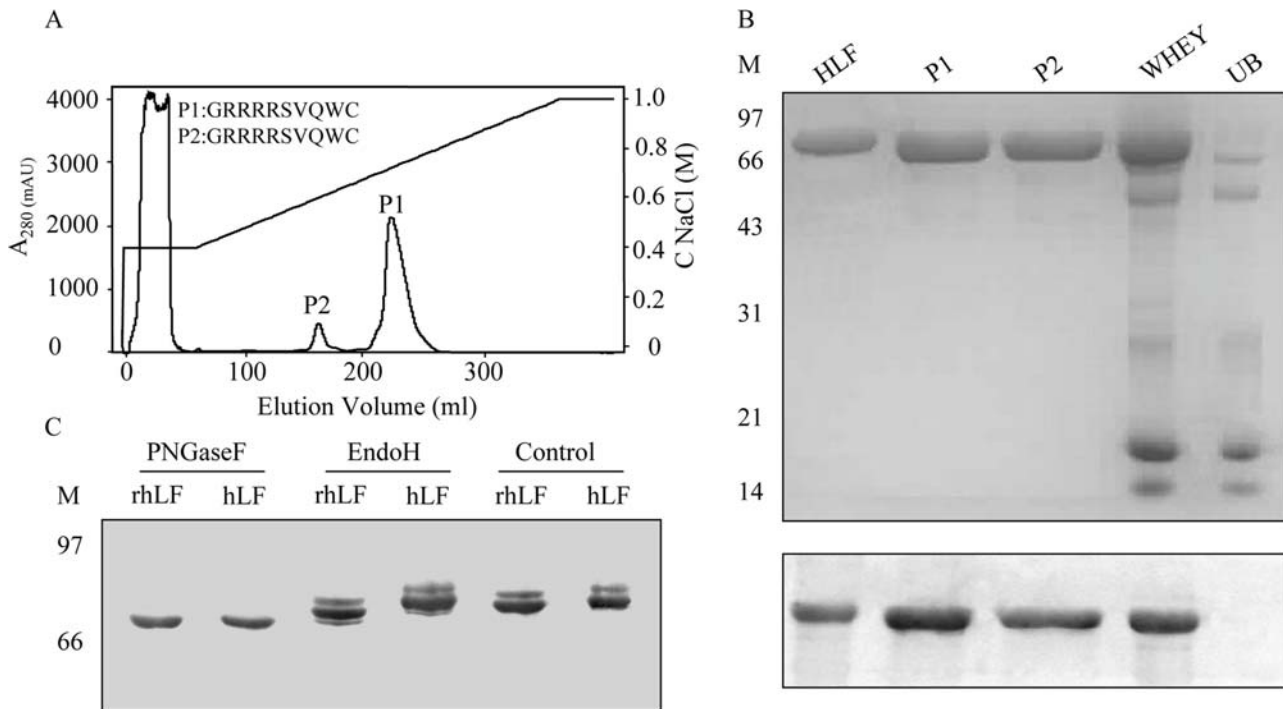 A
4000
3000
2000
1000
0
A280 (mAU)
P1:GRRRRSVQWC
P2:GRRRRSVQWC
P1
P2
1.0
0.8
0.6
0.4
0.2
0
C NaCl (M)
0 100 200 300
Elution Volume (ml)
B
M HLF P1 P2 WHEY UB
97
66
43
31
21
14
C
PNGaseF EndoH Control
M rhLF hLF rhLF hLF rhLF hLF
97
66